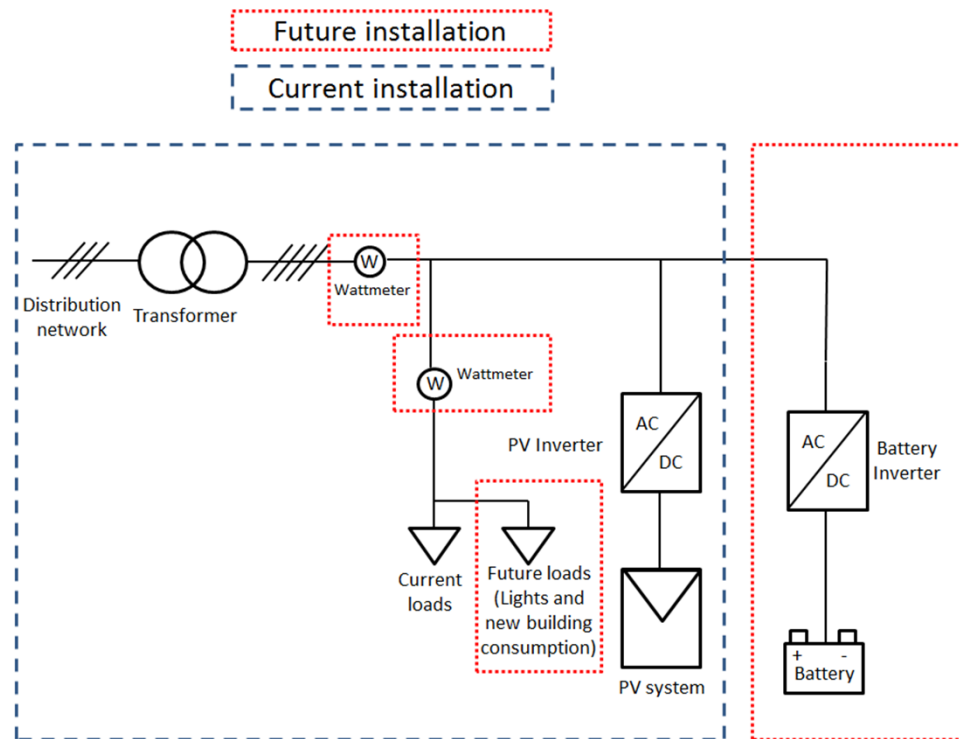 Future installation
Current installation
W
Wattmeter
Distribution
network
Transformer
W
Wattmeter
AC
DC
PV Inverter
AC
DC
Battery
Inverter
Current
loads
Future loads
(Lights and
new building
consumption)
PV system
+ -
Battery